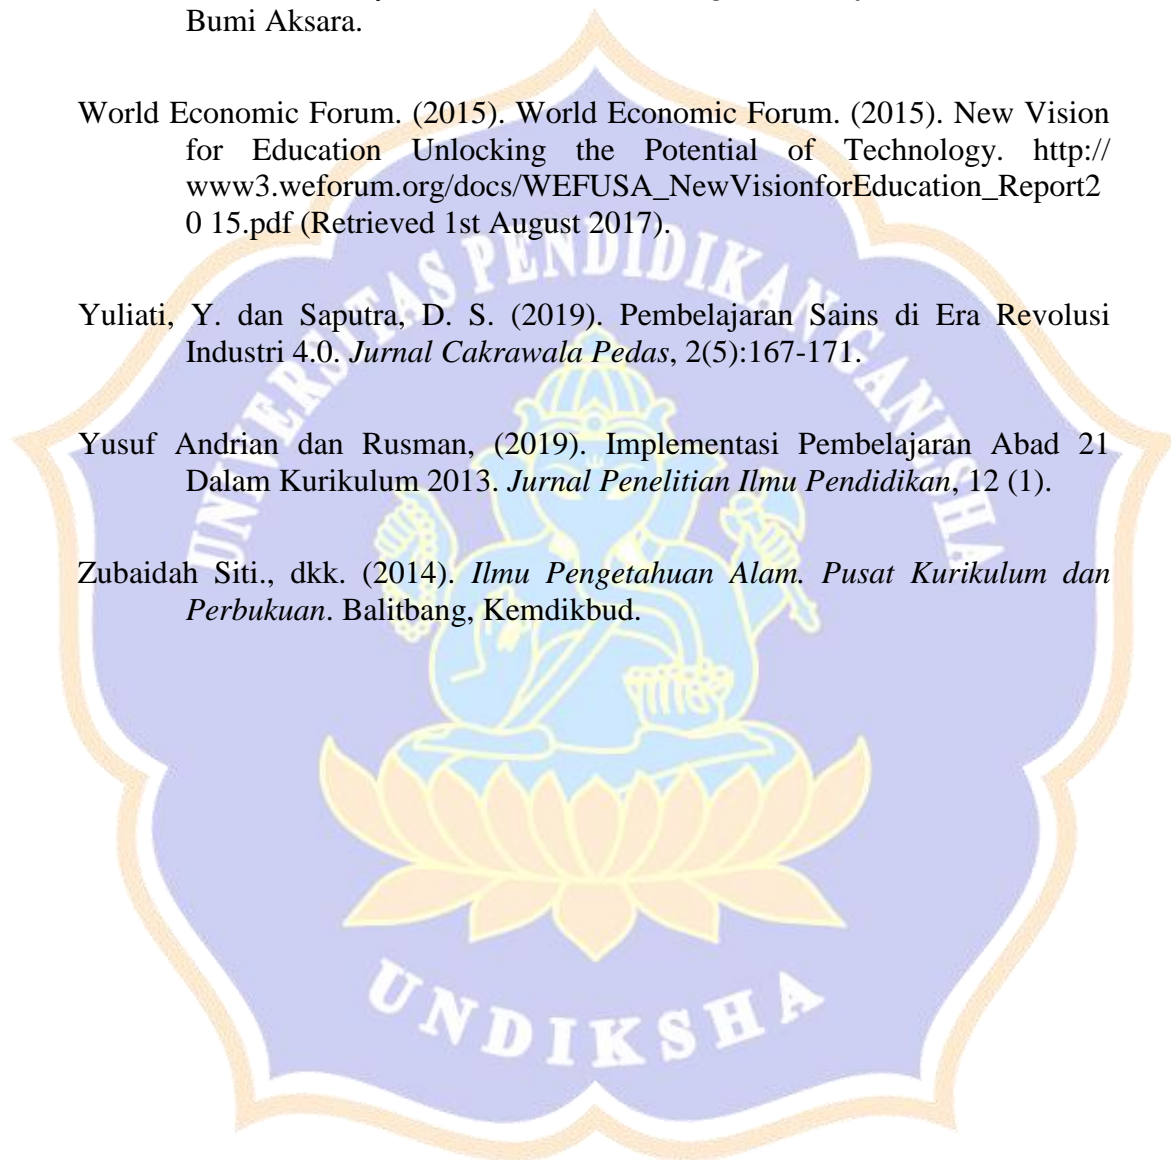 Bumi Aksara.
World Economic Forum. (2015). World Economic Forum. (2015). New Vision
for Education Unlocking the Potential of Technology. http://
www3.weforum.org/docs/WEFUSA_NewVisionforEducation_Report2
0 15.pdf (Retrieved 1st August 2017).
Yuliati, Y. dan Saputra, D. S. (2019). Pembelajaran Sains di Era Revolusi
Industri 4.0. Jurnal Cakrawala Pedas, 2(5):167-171.
Yusuf Andrian dan Rusman, (2019). Implementasi Pembelajaran Abad 21
Dalam Kurikulum 2013. Jurnal Penelitian Ilmu Pendidikan, 12 (1).
Zubaidah Siti., dkk. (2014). Ilmu Pengetahuan Alam. Pusat Kurikulum dan
Perbukuan. Balitbang, Kemdikbud.
UNIVERSITAS PENDIDIKAN GANESHA
UNDIKSHA